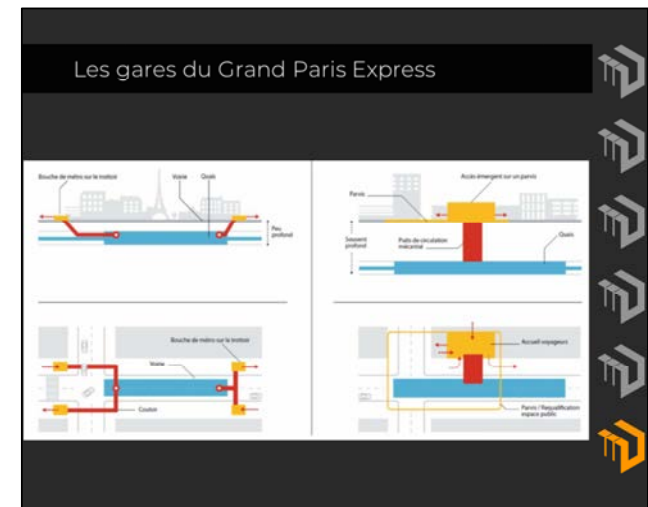 Les gares du Grand Paris Express
Bouche de métro sur le trottoir
Voirie
Quais
Peu
profond
Accès émergent sur un parvis
Parvis
Souvent
profond
Puits de circulation
mécanisé
Quais
Bouche de métro sur le trottoir
Voirie
Couloir
Accueil voyageurs
Parvis / Requalification
espace public